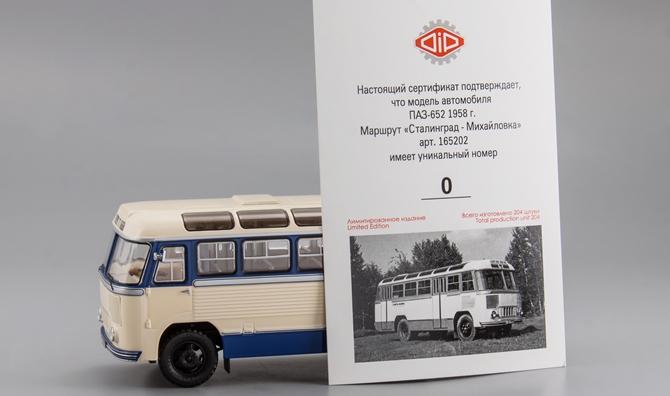 DiP
Настоящий сертификат подтверждает,
что модель автомобиля
ПАЗ-652 1958 г.
Маршрут «Сталинград - Михайловка»
арт. 165202
имеет уникальный номер
0
Лимитированное издание Всего изготовлено 204 штуки
Limited Edition Total production unit 204